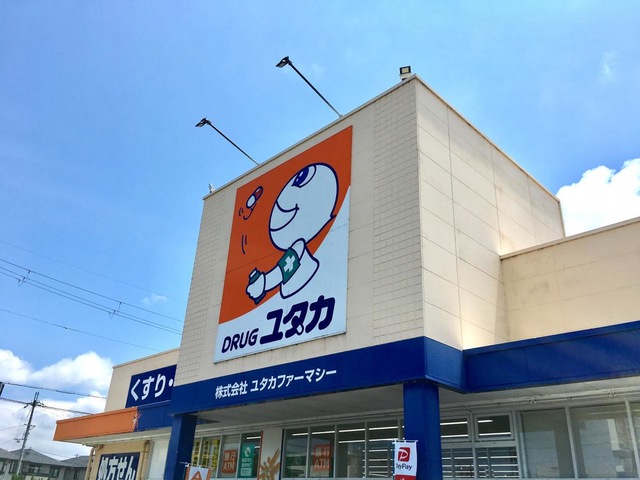 DRUG ユタカ
くすり・
株式会社 ユタカファーマシー
処方せん
ATM
PayPay